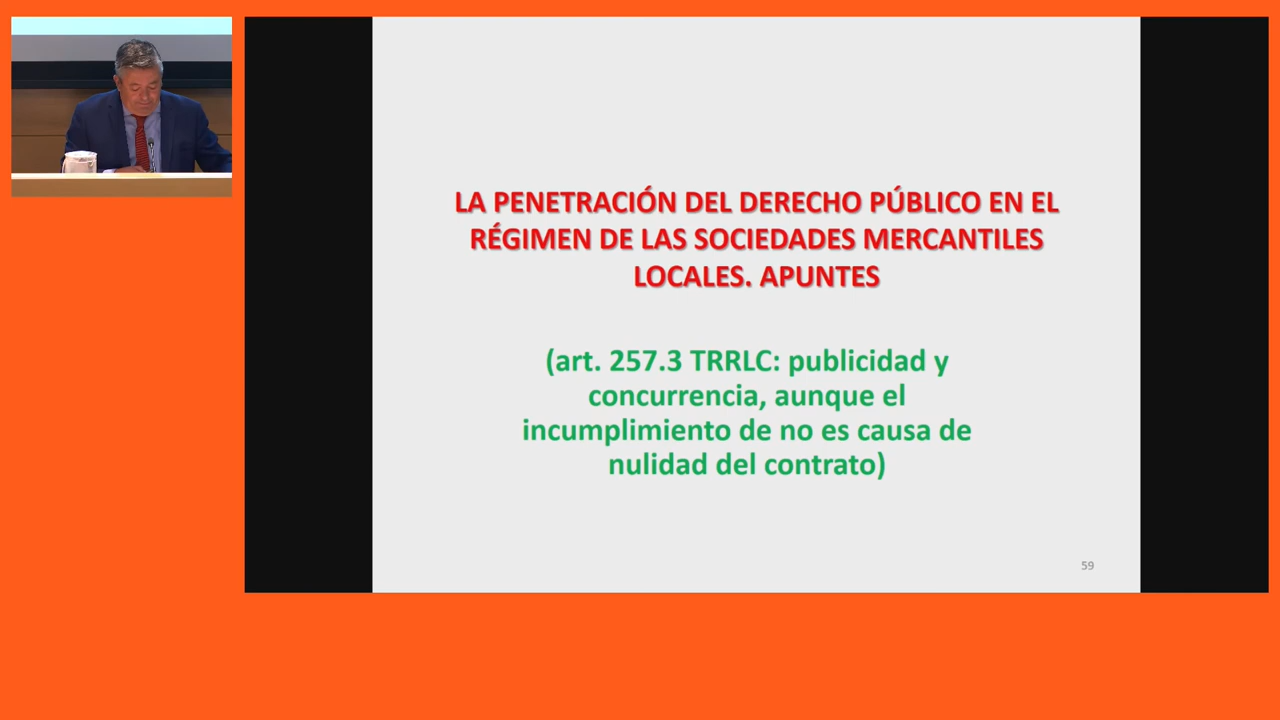 LA PENETRACIÓN DEL DERECHO PÚBLICO EN EL
RÉGIMEN DE LAS SOCIEDADES MERCANTILES
LOCALES. APUNTES
(art. 257.3 TRRLC: publicidad y
concurrencia, aunque el
incumplimiento de no es causa de
nulidad del contrato)
59